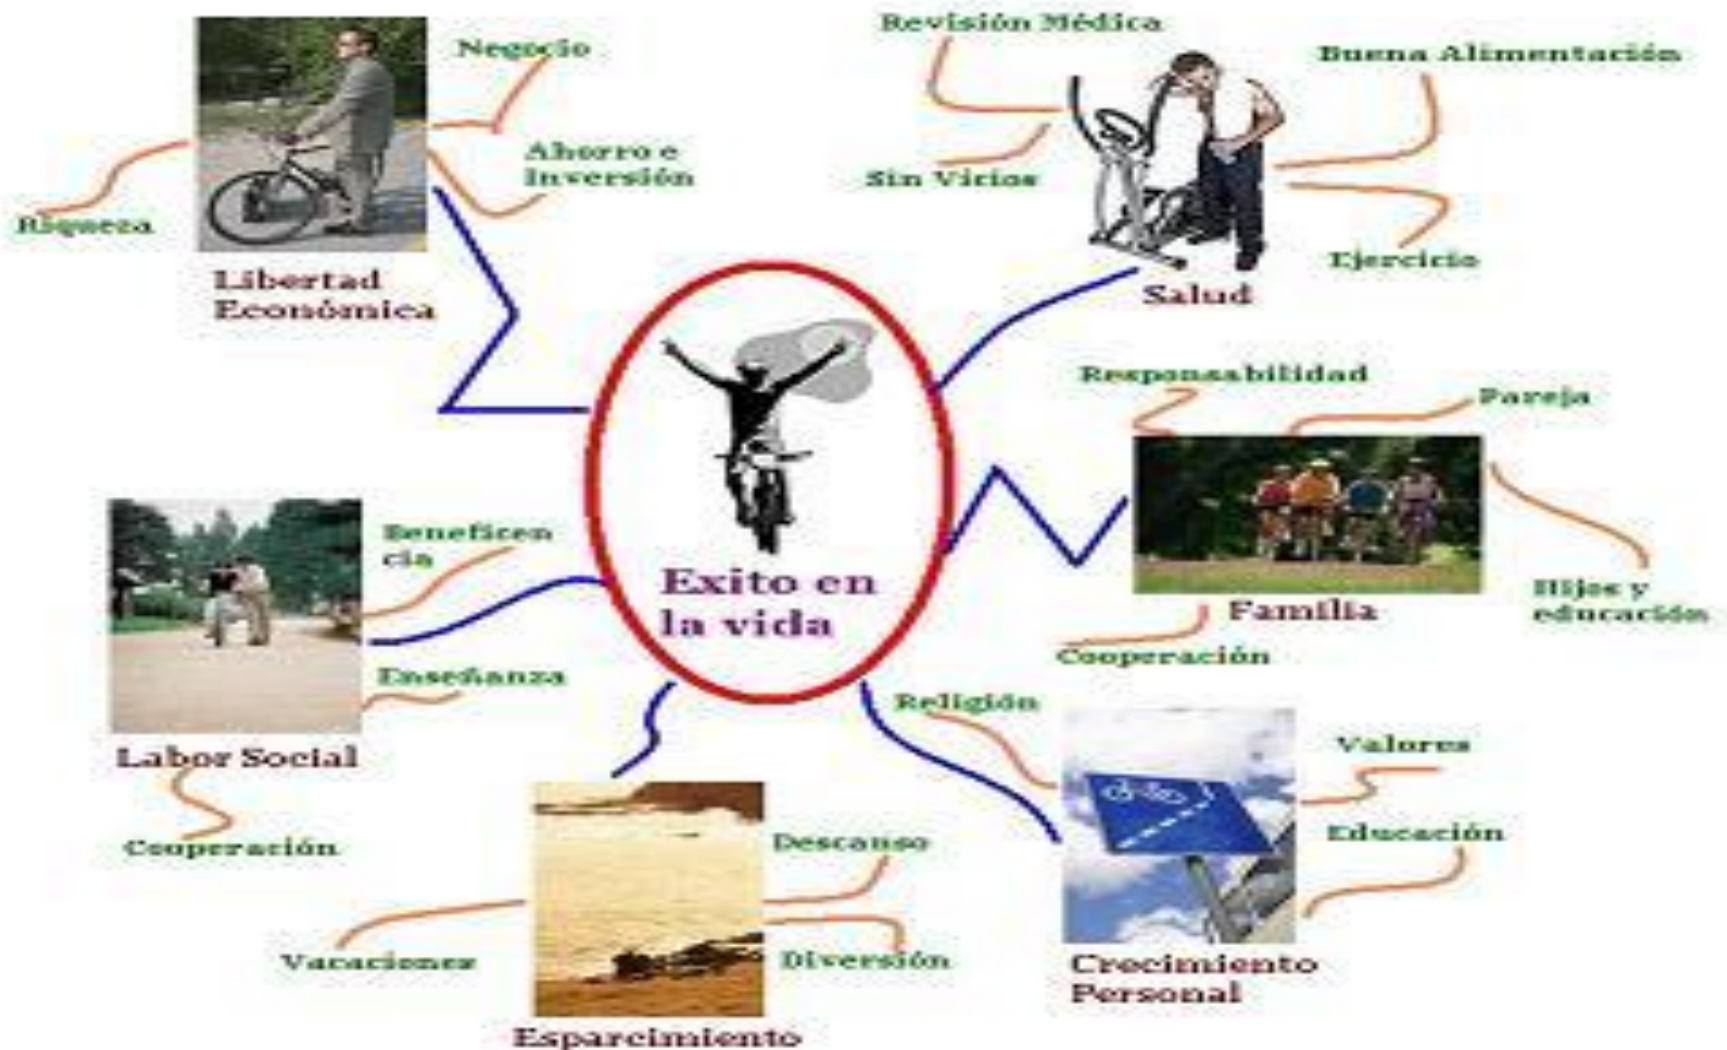 Negocio
Ahorro e
inversión
Riqueza
Libertad
Económica
Revisión Médica
Buena Alimentación
Sin Vicios
Ejercicio
Salud
Responsabilidad
Pareja
Hijos y
educación
Familia
Cooperación
Exito en
la vida
Beneficen
cia
Enseñanza
Labor Social
Cooperación
Religión
Valores
Educación
Crecimiento
Personal
Descanso
Vacaciones
Diversión
Esparcimiento